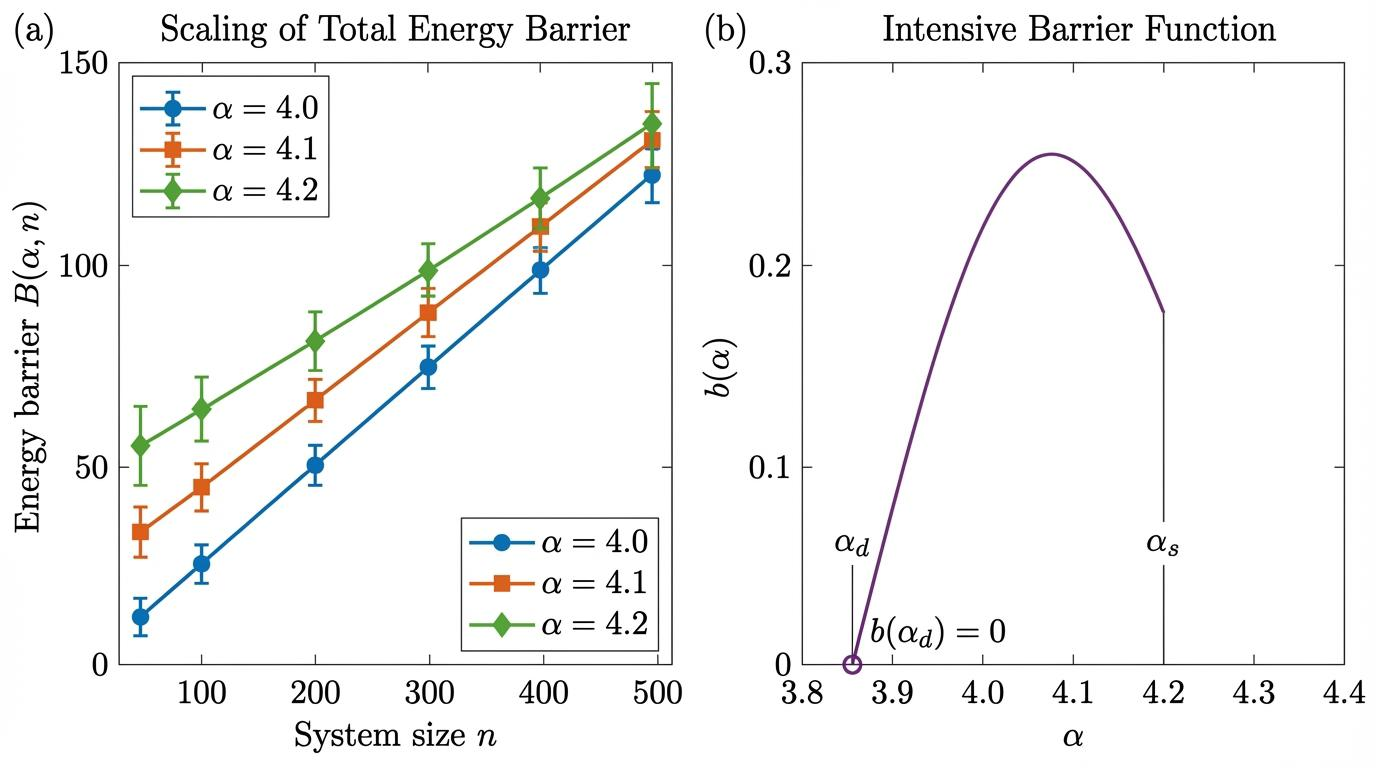 (a) Scaling of Total Energy Barrier
Energy barrier B(α, n)
150
100
50
0
α = 4.0
α = 4.1
α = 4.2
α = 4.0
α = 4.1
α = 4.2
100 200 300 400 500
System size n
(b) Intensive Barrier Function
b(α)
0.3
0.2
0.1
0
α_d
α_s
b(α_d) = 0
3.8 3.9 4.0 4.1 4.2 4.3 4.4
α